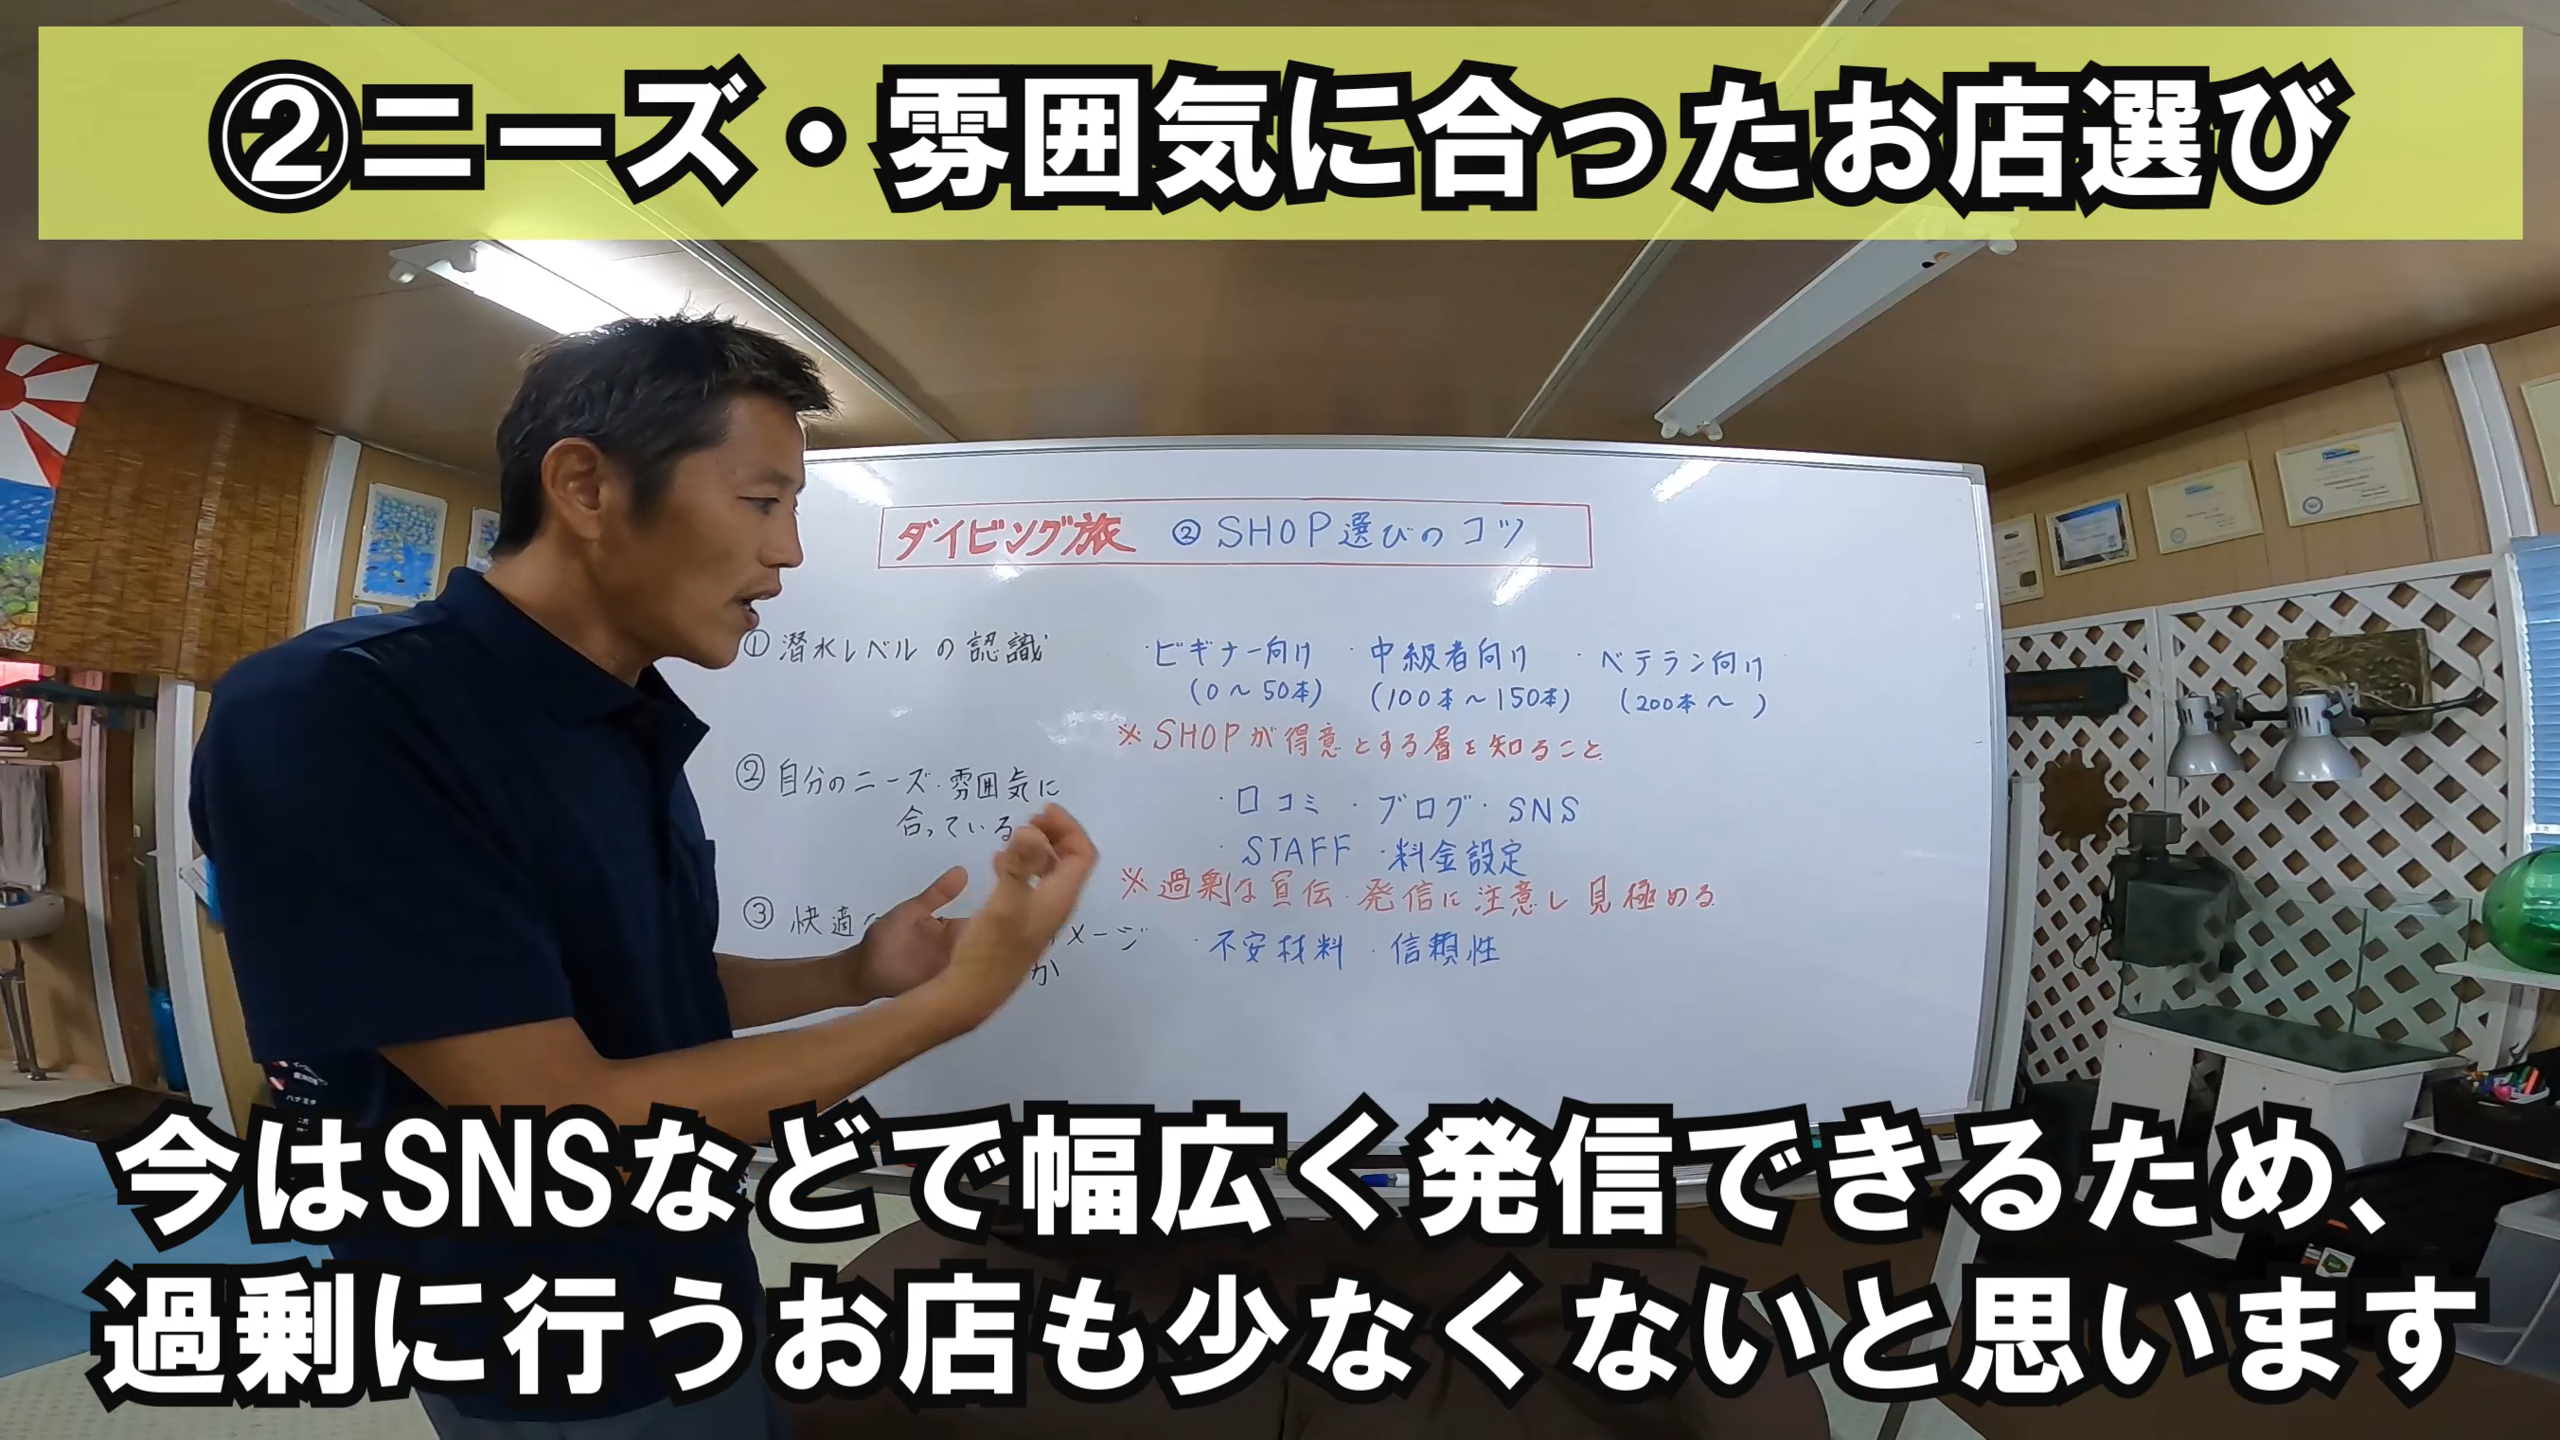 ②ニーズ・雰囲気に合ったお店選び
ダイビング旅 ② SHOP選びのコツ
① 潜水レベルの認識
・ビギナー向け ・中級者向け ・ベテラン向け
(0〜50本) (100本〜150本) (200本〜 )
※SHOPが得意とする層を知ること
② 自分のニーズ・雰囲気に
合っている
・口コミ ・ブログ・SNS
・STAFF ・料金設定
※過剰な宣伝・発信に注意し見極める
③ 快適
メージ
か
・不安材料 ・信頼性
今はSNSなどで幅広く発信できるため、
過剰に行うお店も少なくないと思います